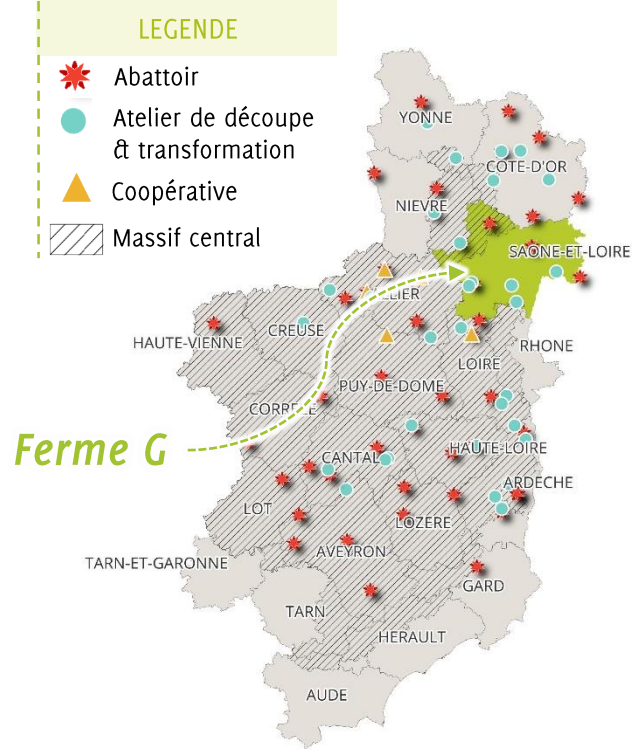 LEGENDE
Abattoir
Atelier de découpe
& transformation
Coopérative
Massif central
YONNE
COTE-D'OR
NIEVRE
SAONE-ET-LOIRE
ALLIER
CREUSE
HAUTE-VIENNE
RHONE
LOIRE
PUY-DE-DOME
CORREZE
Ferme G
HAUTE-LOIRE
CANTAL
ARDECHE
LOT
LOZERE
AVEYRON
TARN-ET-GARONNE
GARD
TARN
HERAULT
AUDE